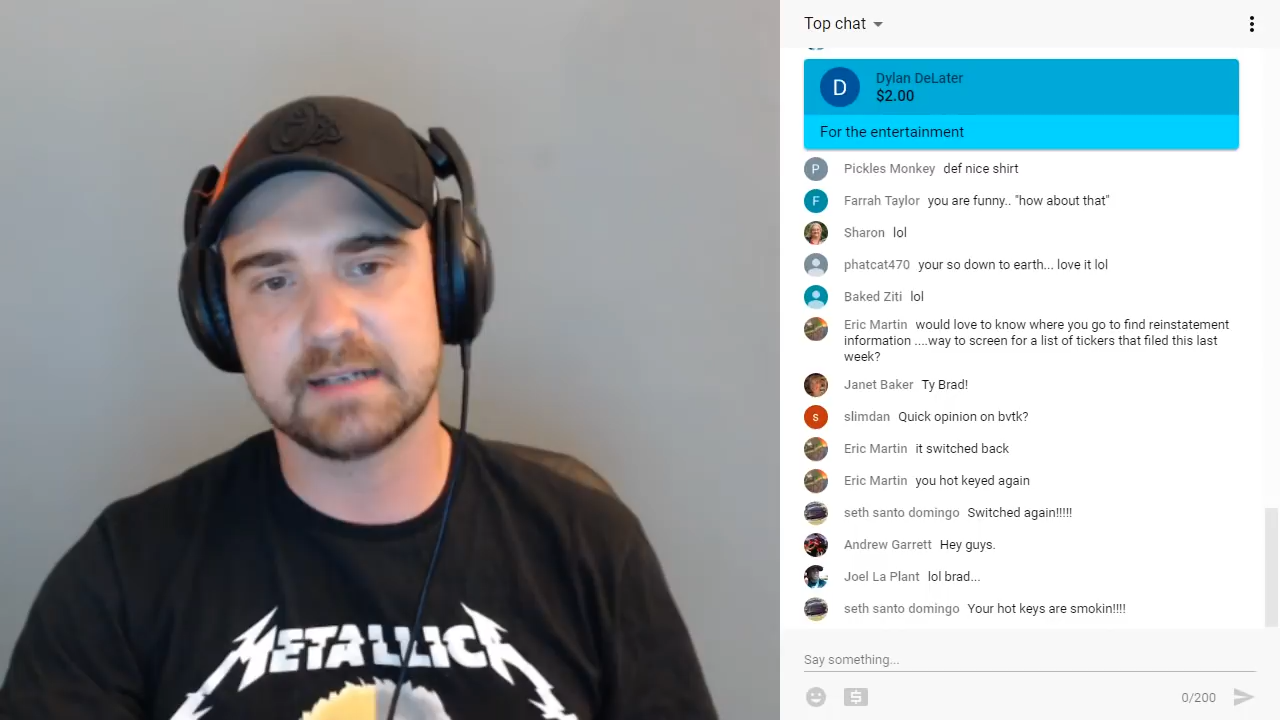 Top chat
D
Dylan DeLater
$2.00
For the entertainment
P Pickles Monkey def nice shirt
F Farrah Taylor you are funny.. "how about that"
Sharon lol
phatcat470 your so down to earth... love it lol
Baked Ziti lol
Eric Martin would love to know where you go to find reinstatement
information ....way to screen for a list of tickers that filed this last
week?
Janet Baker Ty Brad!
s slimdan Quick opinion on bvtk?
Eric Martin it switched back
Eric Martin you hot keyed again
seth santo domingo Switched again!!!!!
Andrew Garrett Hey guys.
Joel La Plant lol brad...
seth santo domingo Your hot keys are smokin!!!!
METALLICA
Say something...
0/200